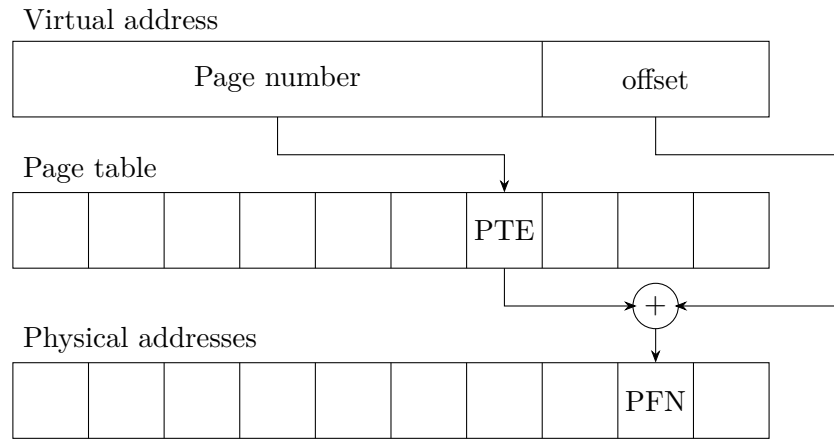 Virtual address
Page number offset
Page table
PTE
+
Physical addresses
PFN